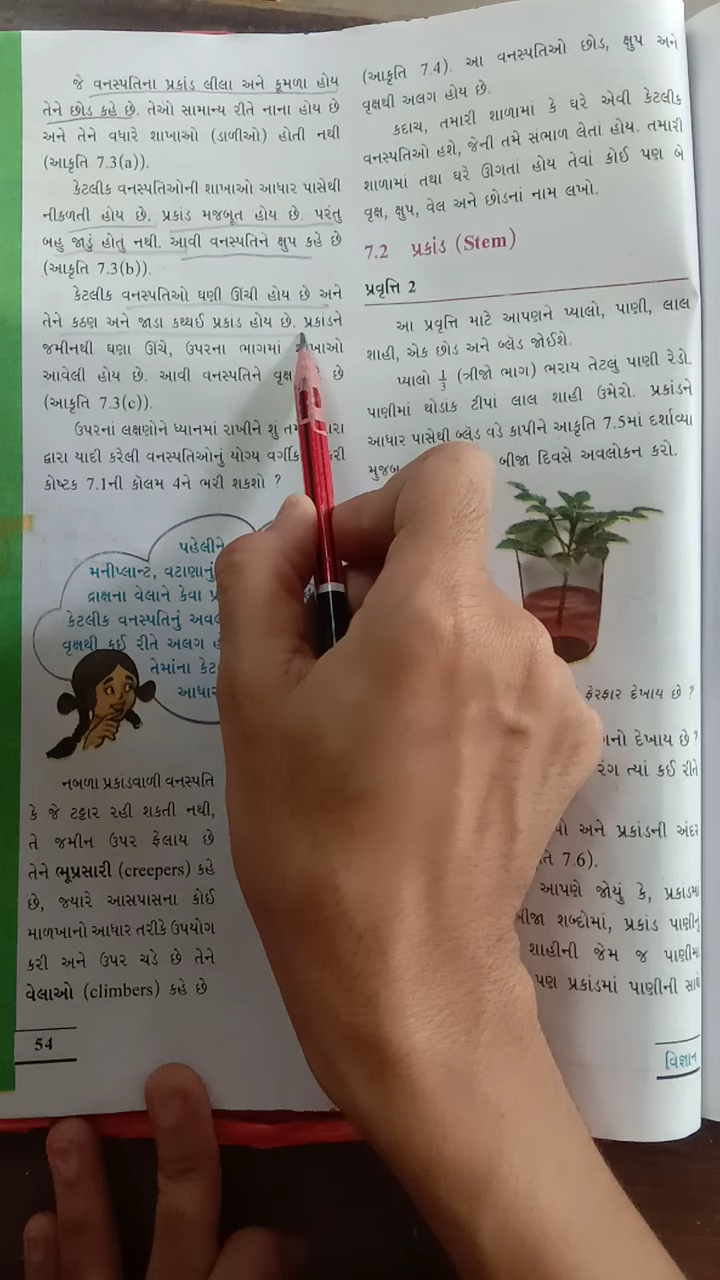 જે વનસ્પતિના પ્રકાંડ લીલા અને કૂમળા હોય
તેને છોડ કહે છે. તેઓ સામાન્ય રીતે નાના હોય છે
અને તેને વધારે શાખાઓ (ડાળીઓ) હોતી નથી
(આકૃતિ 7.3(a)).
કેટલીક વનસ્પતિઓની શાખાઓ આધાર પાસેથી
નીકળતી હોય છે. પ્રકાંડ મજબૂત હોય છે. પરંતુ
બહુ જાડું હોતું નથી. આવી વનસ્પતિને ક્ષુપ કહે છે
(આકૃતિ 7.3(b)).
કેટલીક વનસ્પતિઓ ઘણી ઊંચી હોય છે અને
તેને કઠણ અને જાડા કથ્થઈ પ્રકાંડ હોય છે. પ્રકાંડને
જમીનથી ઘણા ઊંચે, ઉપરના ભાગમાં શાખાઓ
આવેલી હોય છે. આવી વનસ્પતિને વૃક્ષ છે
(આકૃતિ 7.3(c)).
ઉપરનાં લક્ષણોને ધ્યાનમાં રાખીને શું
દ્વારા યાદી કરેલી વનસ્પતિઓનું યોગ્ય
કોષ્ટક 7.1ની કૉલમ 4ને ભરી શકશો ?
પહેલીને
મનીપ્લાન્ટ, વટાણાનું
દ્રાક્ષના વેલાને કેવા
કેટલીક વનસ્પતિનું
વૃક્ષથી કઈ રીતે અલગ
તેમાંના
આધાર
નબળા પ્રકાંડવાળી વનસ્પતિ
કે જે ટટ્ટાર રહી શકતી નથી,
તે જમીન ઉપર ફેલાય છે
તેને ભૂપ્રસારી (creepers) કહે
છે, જ્યારે આસપાસના કોઈ
માળખાનો આધાર તરીકે ઉપયોગ
કરી અને ઉપર ચડે છે તેને
વેલાઓ (climbers) કહે છે
54
(આકૃતિ 7.4). આ વનસ્પતિઓ છોડ, ક્ષુપ અને
વૃક્ષથી અલગ હોય છે.
કદાચ, તમારી શાળામાં કે ઘરે એવી કેટલીક
વનસ્પતિઓ હશે, જેની તમે સંભાળ લેતાં હોય. તમારી
શાળામાં તથા ઘરે ઊગતાં હોય તેવાં કોઈ પણ બે
વૃક્ષ, ક્ષુપ, વેલ અને છોડનાં નામ લખો.
7.2 પ્રકાંડ (Stem)
પ્રવૃત્તિ 2
આ પ્રવૃત્તિ માટે આપણને પ્યાલો, પાણી, લાલ
શાહી, એક છોડ અને બ્લેડ જોઈશે.
પ્યાલો 1/3 (ત્રીજો ભાગ) ભરાય તેટલું પાણી રેડો.
પાણીમાં થોડાંક ટીપાં લાલ શાહી ઉમેરો. પ્રકાંડને
આધાર પાસેથી બ્લેડ વડે કાપીને આકૃતિ 7.5માં દર્શાવ્યા
મુજબ બીજા દિવસે અવલોકન કરો.
ફેરફાર દેખાય છે ?
દેખાય છે ?
રંગ ત્યાં કઈ રીતે
અને પ્રકાંડની અંદર
7.6).
આપણે જોયું કે, પ્રકાંડમાં
શબ્દોમાં, પ્રકાંડ પાણીનું
શાહીની જેમ જ પાણીમાં
પણ પ્રકાંડમાં પાણીની સાથે
વિજ્ઞાન